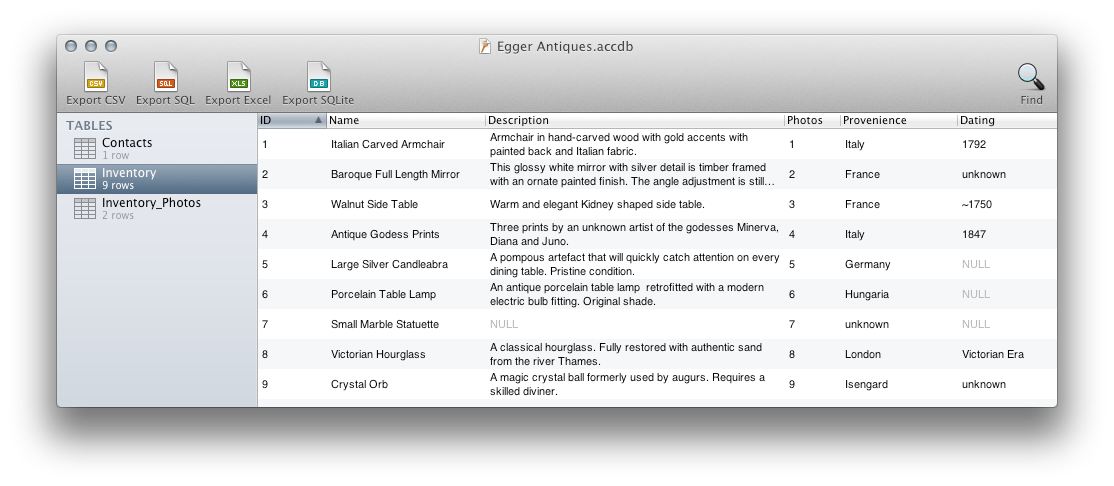 Egger Antiques.accdb
CSV SQL XLS DB
Export CSV Export SQL Export Excel Export SQLite Find
TABLES
Contacts
1 row
Inventory
9 rows
Inventory_Photos
2 rows
ID Name Description Photos Provenience Dating
1 Italian Carved Armchair Armchair in hand-carved wood with gold accents with painted back and Italian fabric. 1 Italy 1792
2 Baroque Full Length Mirror This glossy white mirror with silver detail is timber framed with an ornate painted finish. The angle adjustment is still... 2 France unknown
3 Walnut Side Table Warm and elegant Kidney shaped side table. 3 France ~1750
4 Antique Godess Prints Three prints by an unknown artist of the godesses Minerva, Diana and Juno. 4 Italy 1847
5 Large Silver Candleabra A pompous artefact that will quickly catch attention on every dining table. Pristine condition. 5 Germany NULL
6 Porcelain Table Lamp An antique porcelain table lamp retrofitted with a modern electric bulb fitting. Original shade. 6 Hungaria NULL
7 Small Marble Statuette NULL 7 unknown NULL
8 Victorian Hourglass A classical hourglass. Fully restored with authentic sand from the river Thames. 8 London Victorian Era
9 Crystal Orb A magic crystal ball formerly used by augurs. Requires a skilled diviner. 9 Isengard unknown